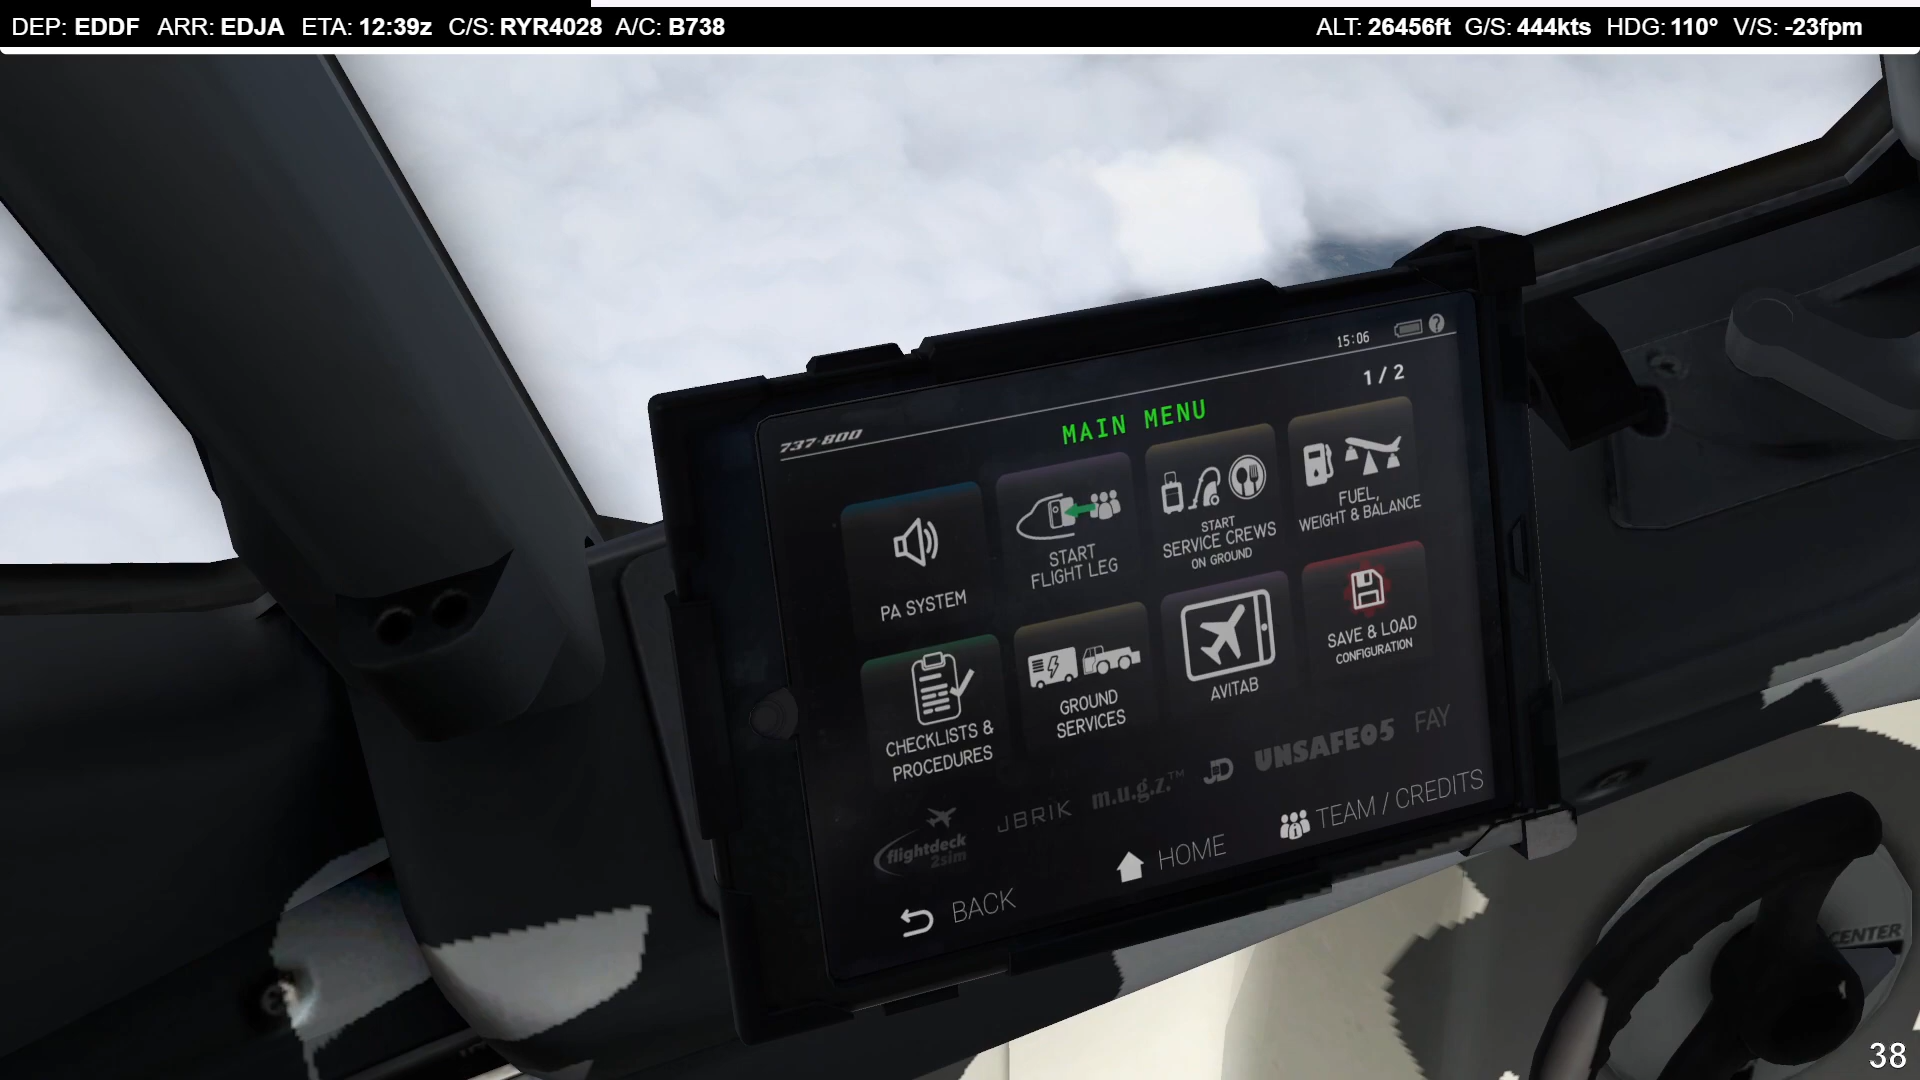 DEP: EDDF ARR: EDJA ETA: 12:39z C/S: RYR4028 A/C: B738
ALT: 26456ft G/S: 444kts HDG: 110° V/S: -23fpm
737-800
15:06
?
1 / 2
MAIN MENU
PA SYSTEM
START
FLIGHT LEG
START
SERVICE CREWS
ON GROUND
FUEL,
WEIGHT & BALANCE
CHECKLISTS &
PROCEDURES
GROUND
SERVICES
AVITAB
SAVE & LOAD
CONFIGURATION
flightdeck
2sim
JBRIK
m.u.g.z.™
JD
UNSAFE05
FAY
BACK
HOME
TEAM / CREDITS
CENTER
38